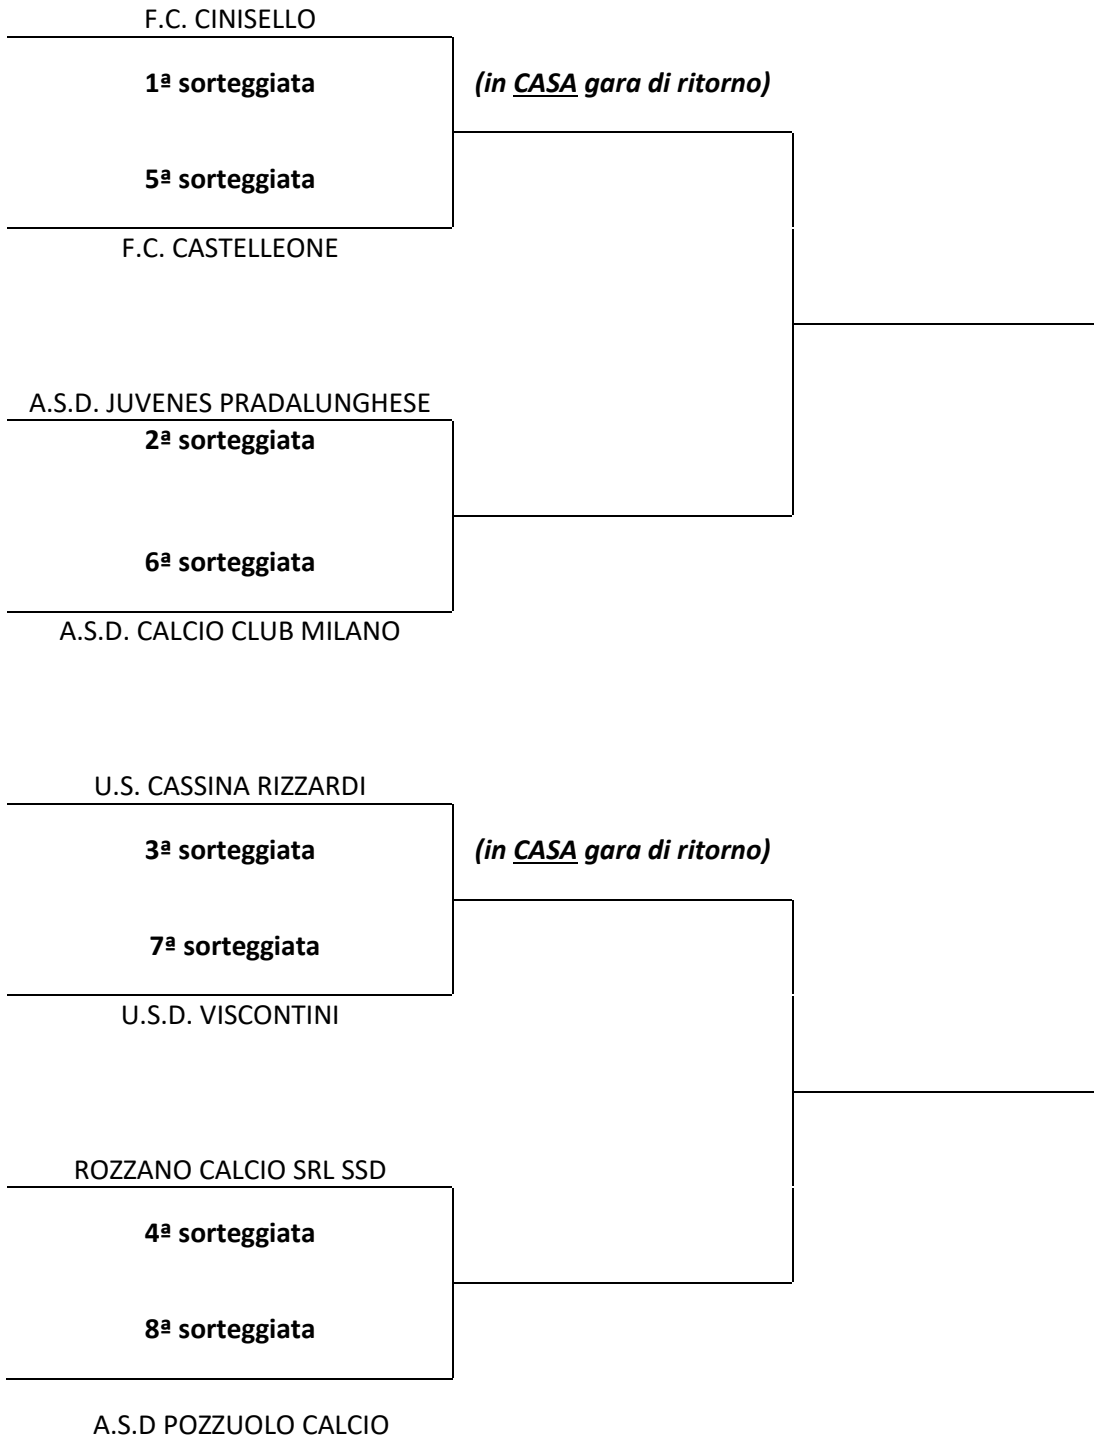 F.C. CINISELLO
1ª sorteggiata
(in CASA gara di ritorno)
5ª sorteggiata
F.C. CASTELLEONE
A.S.D. JUVENES PRADALUNGHESE
2ª sorteggiata
6ª sorteggiata
A.S.D. CALCIO CLUB MILANO
U.S. CASSINA RIZZARDI
3ª sorteggiata
(in CASA gara di ritorno)
7ª sorteggiata
U.S.D. VISCONTINI
ROZZANO CALCIO SRL SSD
4ª sorteggiata
8ª sorteggiata
A.S.D POZZUOLO CALCIO